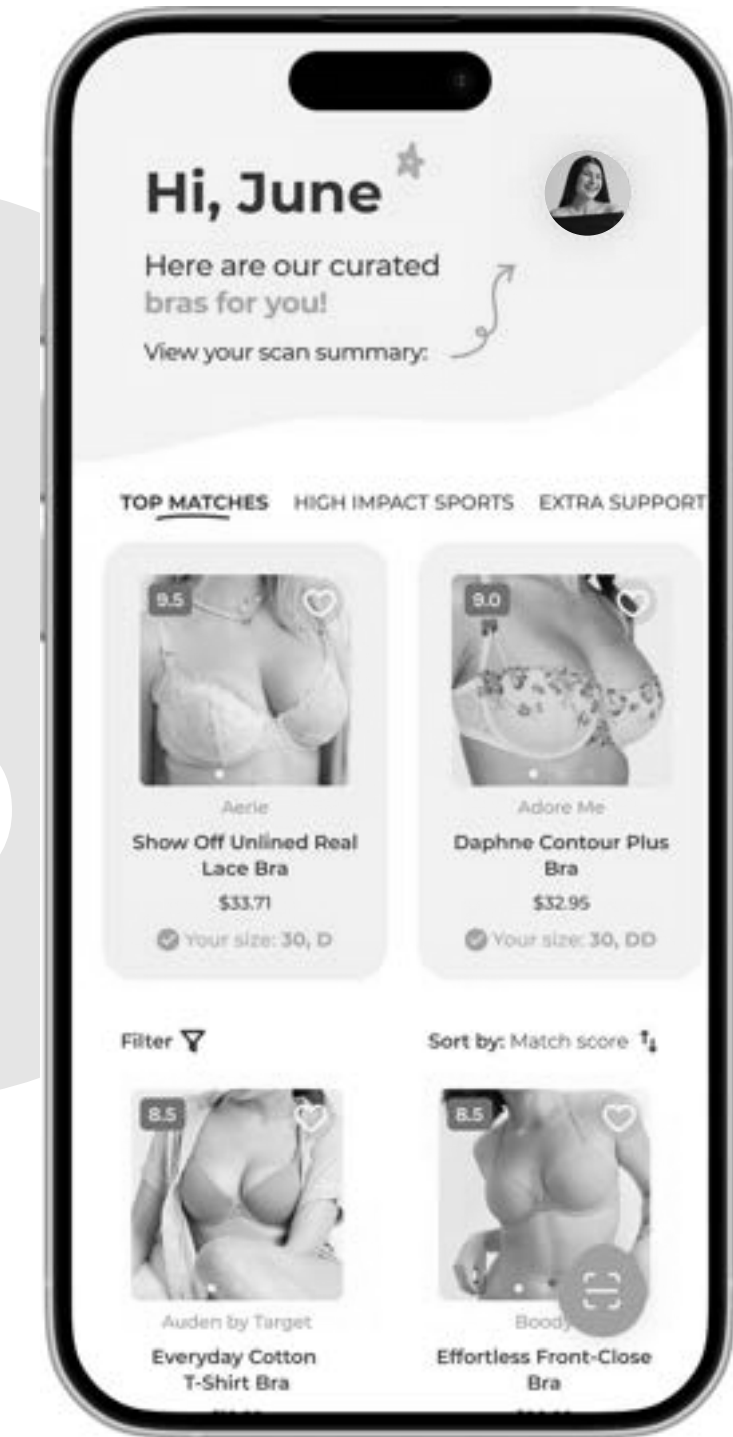 Hi, June
Here are our curated
bras for you!
View your scan summary:
TOP MATCHES HIGH IMPACT SPORTS EXTRA SUPPORT
9.5
9.0
Aerie
Adore Me
Show Off Unlined Real
Lace Bra
Daphne Contour Plus
Bra
$33.71
$32.95
Your size: 30, D
Your size: 30, DD
Filter
Sort by: Match score
8.5
8.5
Auden by Target
Boody
Everyday Cotton
T-Shirt Bra
Effortless Front-Close
Bra